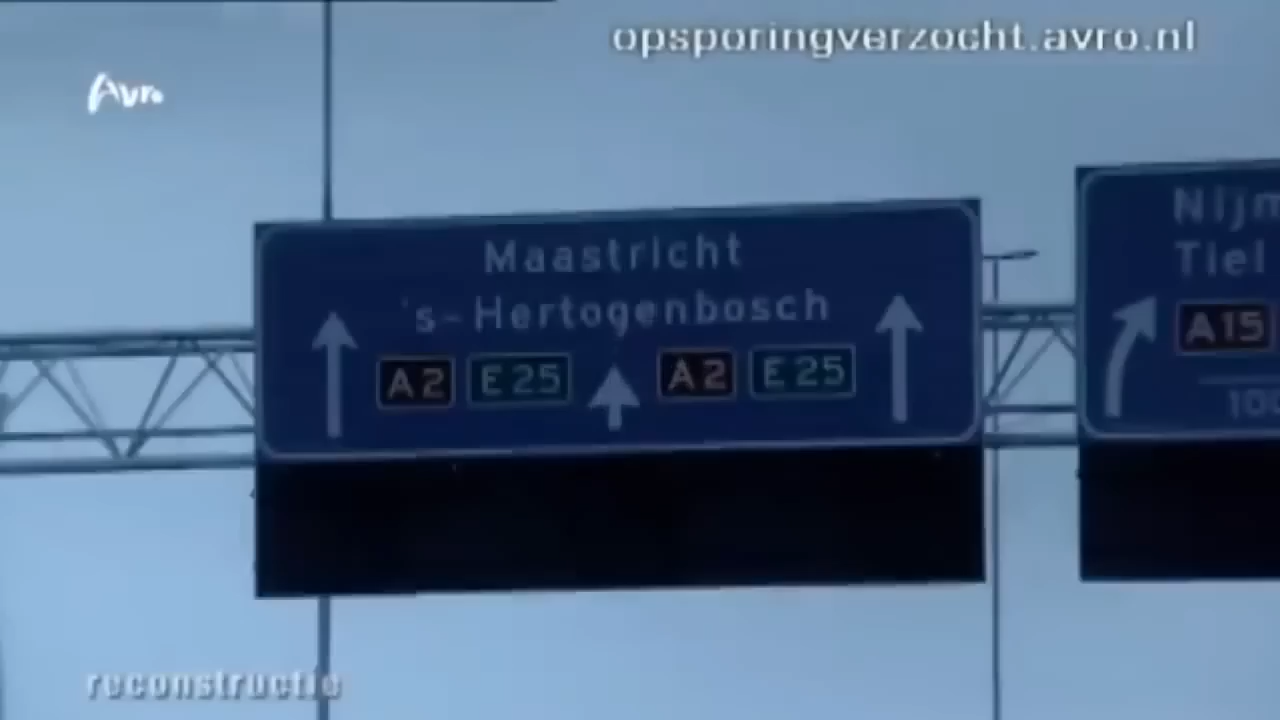 opsporingverzocht.avro.nl
Avro
Maastricht
's-Hertogenbosch
A2 E25 A2 E25
Tiel
A15
reconstructie